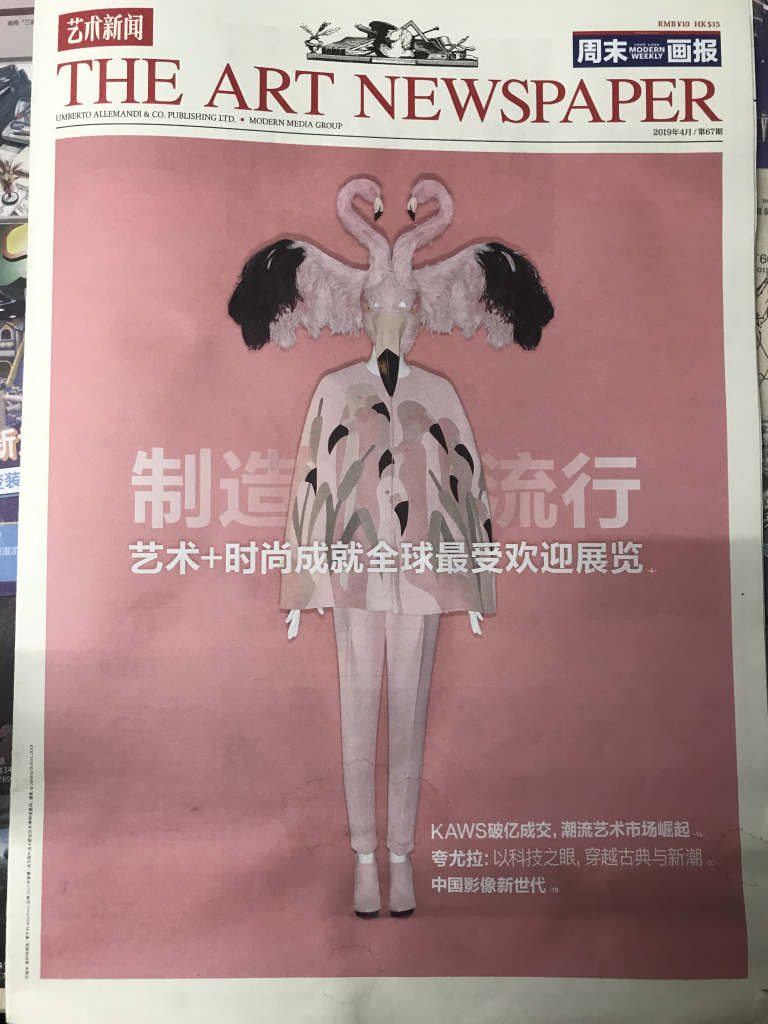 艺术新闻
RMB¥10 HK$15
周末 MODERN WEEKLY 画报
THE ART NEWSPAPER
UMBERTO ALLEMANDI & CO. PUBLISHING LTD. • MODERN MEDIA GROUP
2019年4月 / 第67期
制造 流行
艺术+时尚成就全球最受欢迎展览 -4-
KAWS破亿成交, 潮流艺术市场崛起 -14-
夸尤拉: 以科技之眼, 穿越古典与新潮
中国影像新世代 -18-